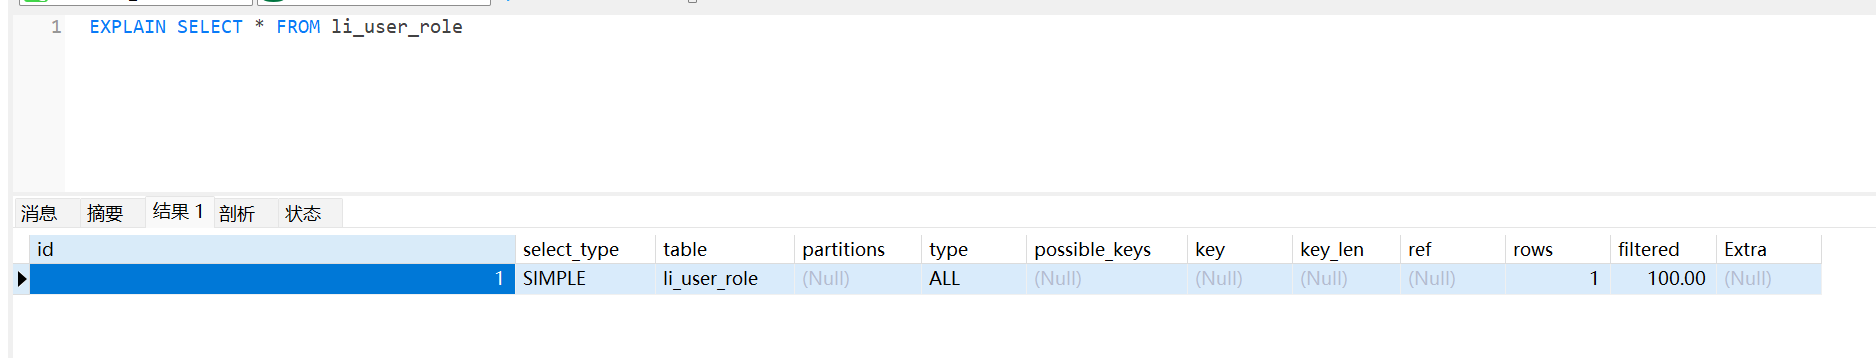 1 EXPLAIN SELECT * FROM li_user_role
消息 摘要 结果 1 剖析 状态
id select_type table partitions type possible_keys key key_len ref rows filtered Extra
1 SIMPLE li_user_role (Null) ALL (Null) (Null) (Null) (Null) 1 100.00 (Null)